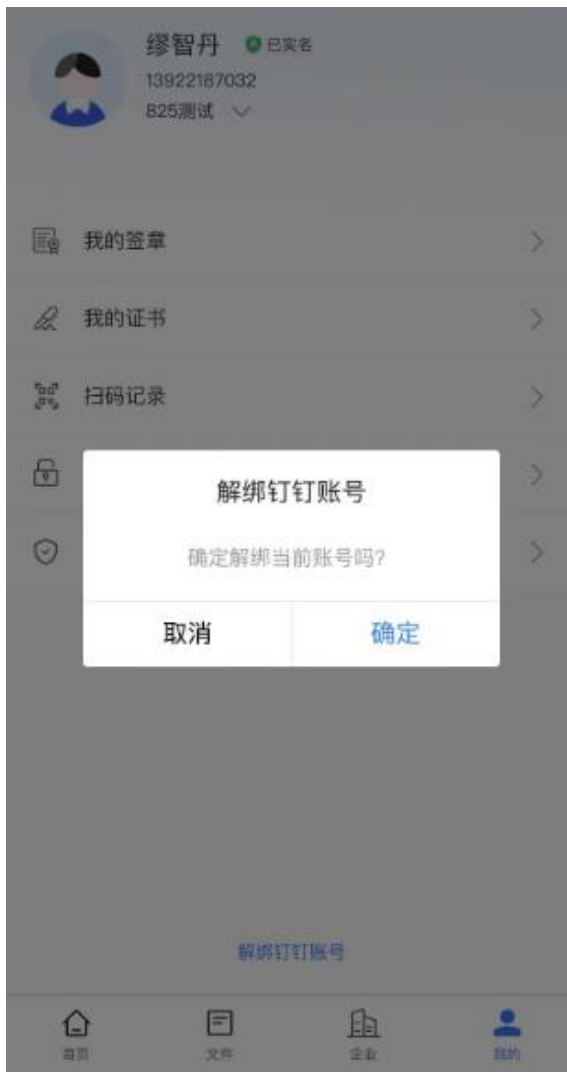 缪智丹 已实名
13922187032
825测试
我的签章
我的证书
扫码记录
解绑钉钉账号
确定解绑当前账号吗?
取消 确定
解绑钉钉账号
首页 文件 企业 我的